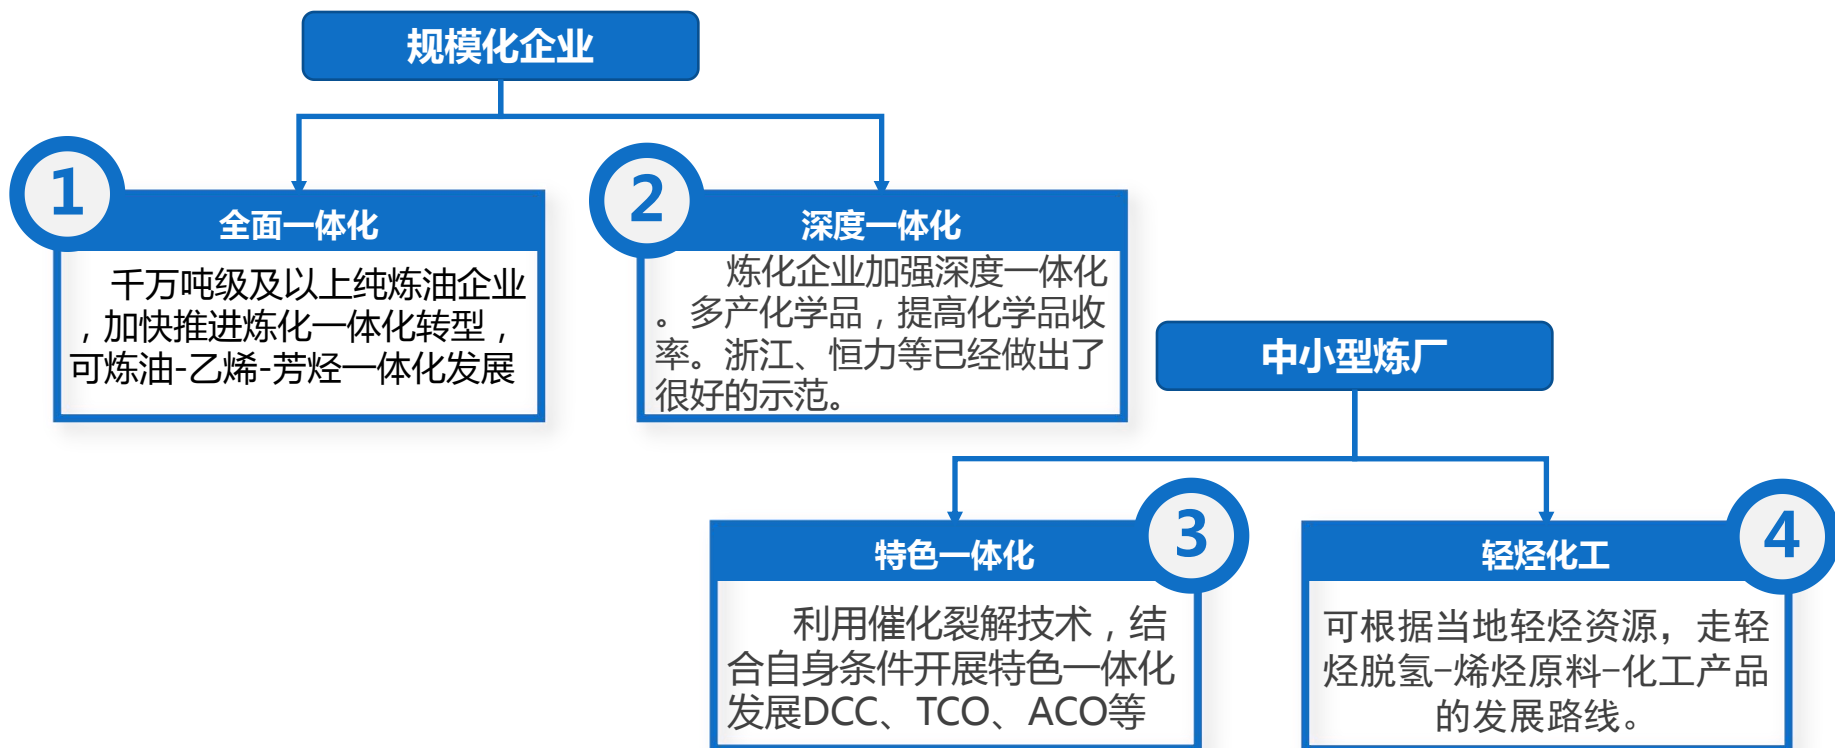 规模化企业
1
全面一体化
千万吨级及以上纯炼油企业
，加快推进炼化一体化转型，
可炼油-乙烯-芳烃一体化发展
2
深度一体化
炼化企业加强深度一体化
。多产化学品，提高化学品收
率。浙江、恒力等已经做出了
很好的示范。
中小型炼厂
3
特色一体化
利用催化裂解技术，结
合自身条件开展特色一体化
发展DCC、TCO、ACO等
4
轻烃化工
可根据当地轻烃资源，走轻
烃脱氢-烯烃原料-化工产品
的发展路线。